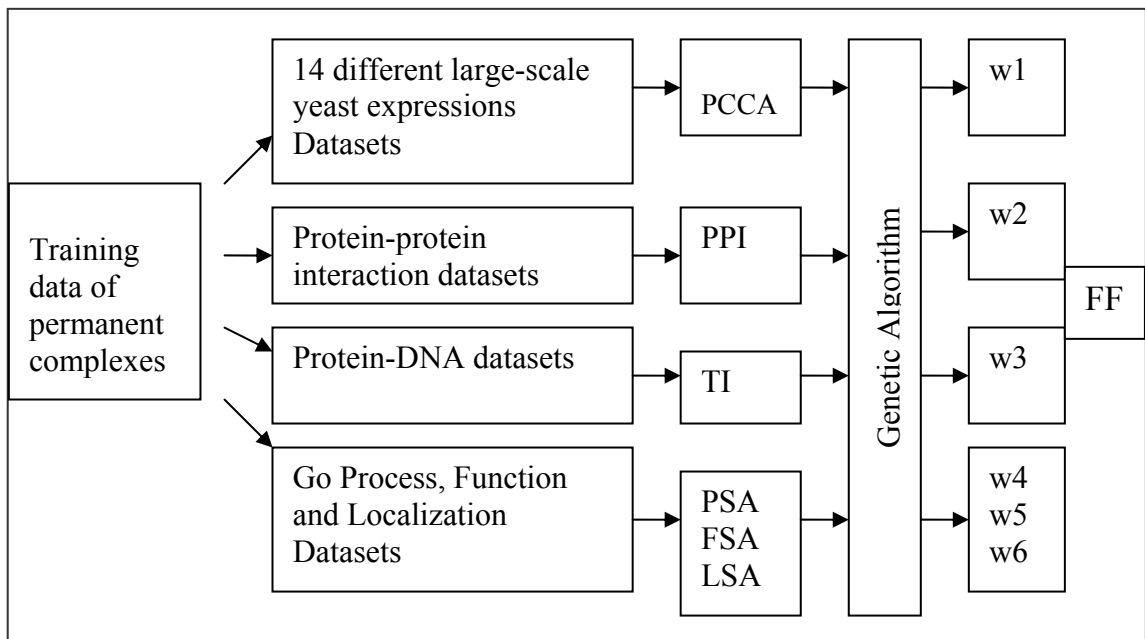 14 different large-scale
yeast expressions
Datasets
PCCA
w1
Training
data of
permanent
complexes
Protein-protein
interaction datasets
PPI
w2
Genetic Algorithm
FF
Protein-DNA datasets
TI
w3
Go Process, Function
and Localization
Datasets
PSA
FSA
LSA
w4
w5
w6